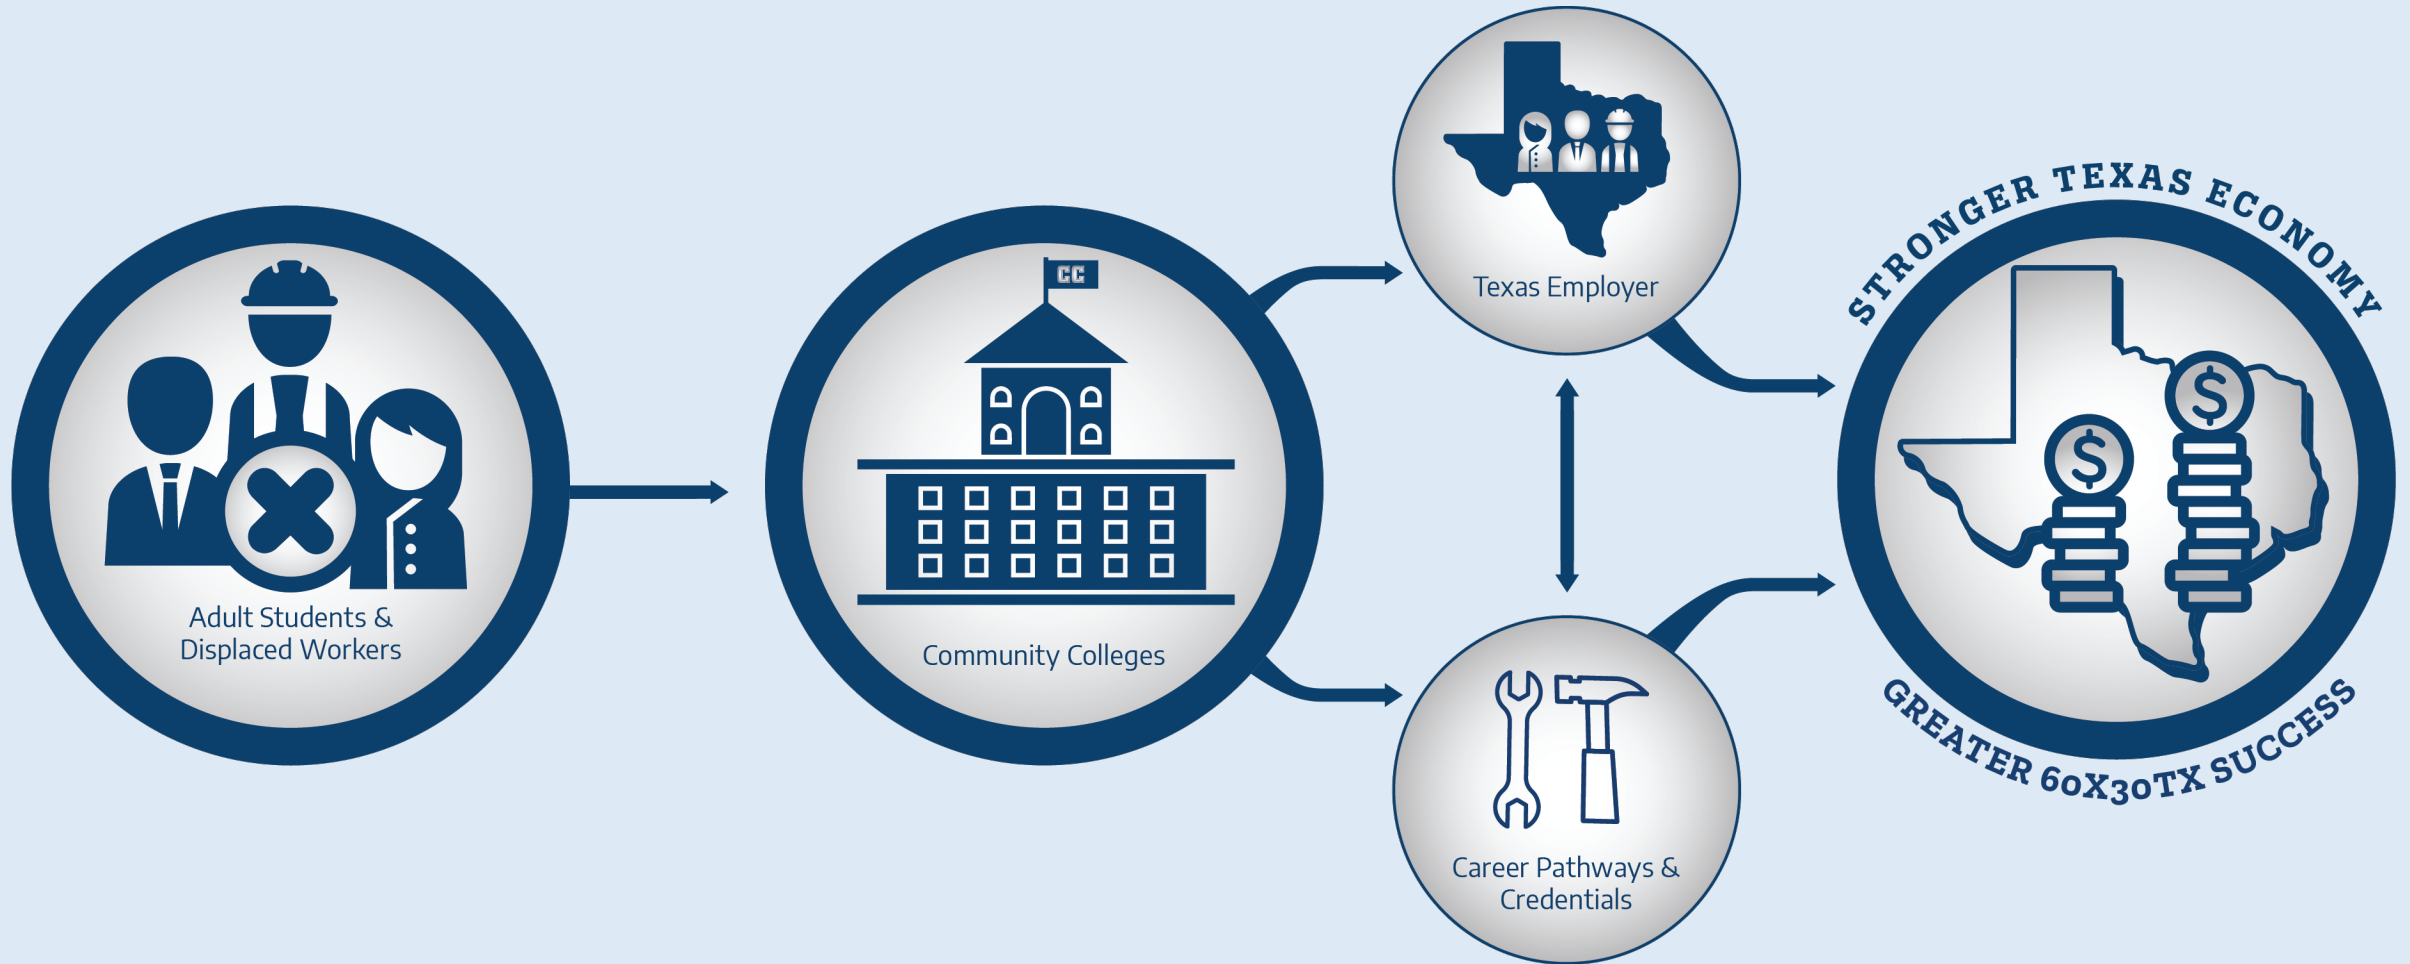 Adult Students &
Displaced Workers
CC
Community Colleges
Texas Employer
Career Pathways &
Credentials
STRONGER TEXAS ECONOMY
$
$
GREATER 60X30TX SUCCESS